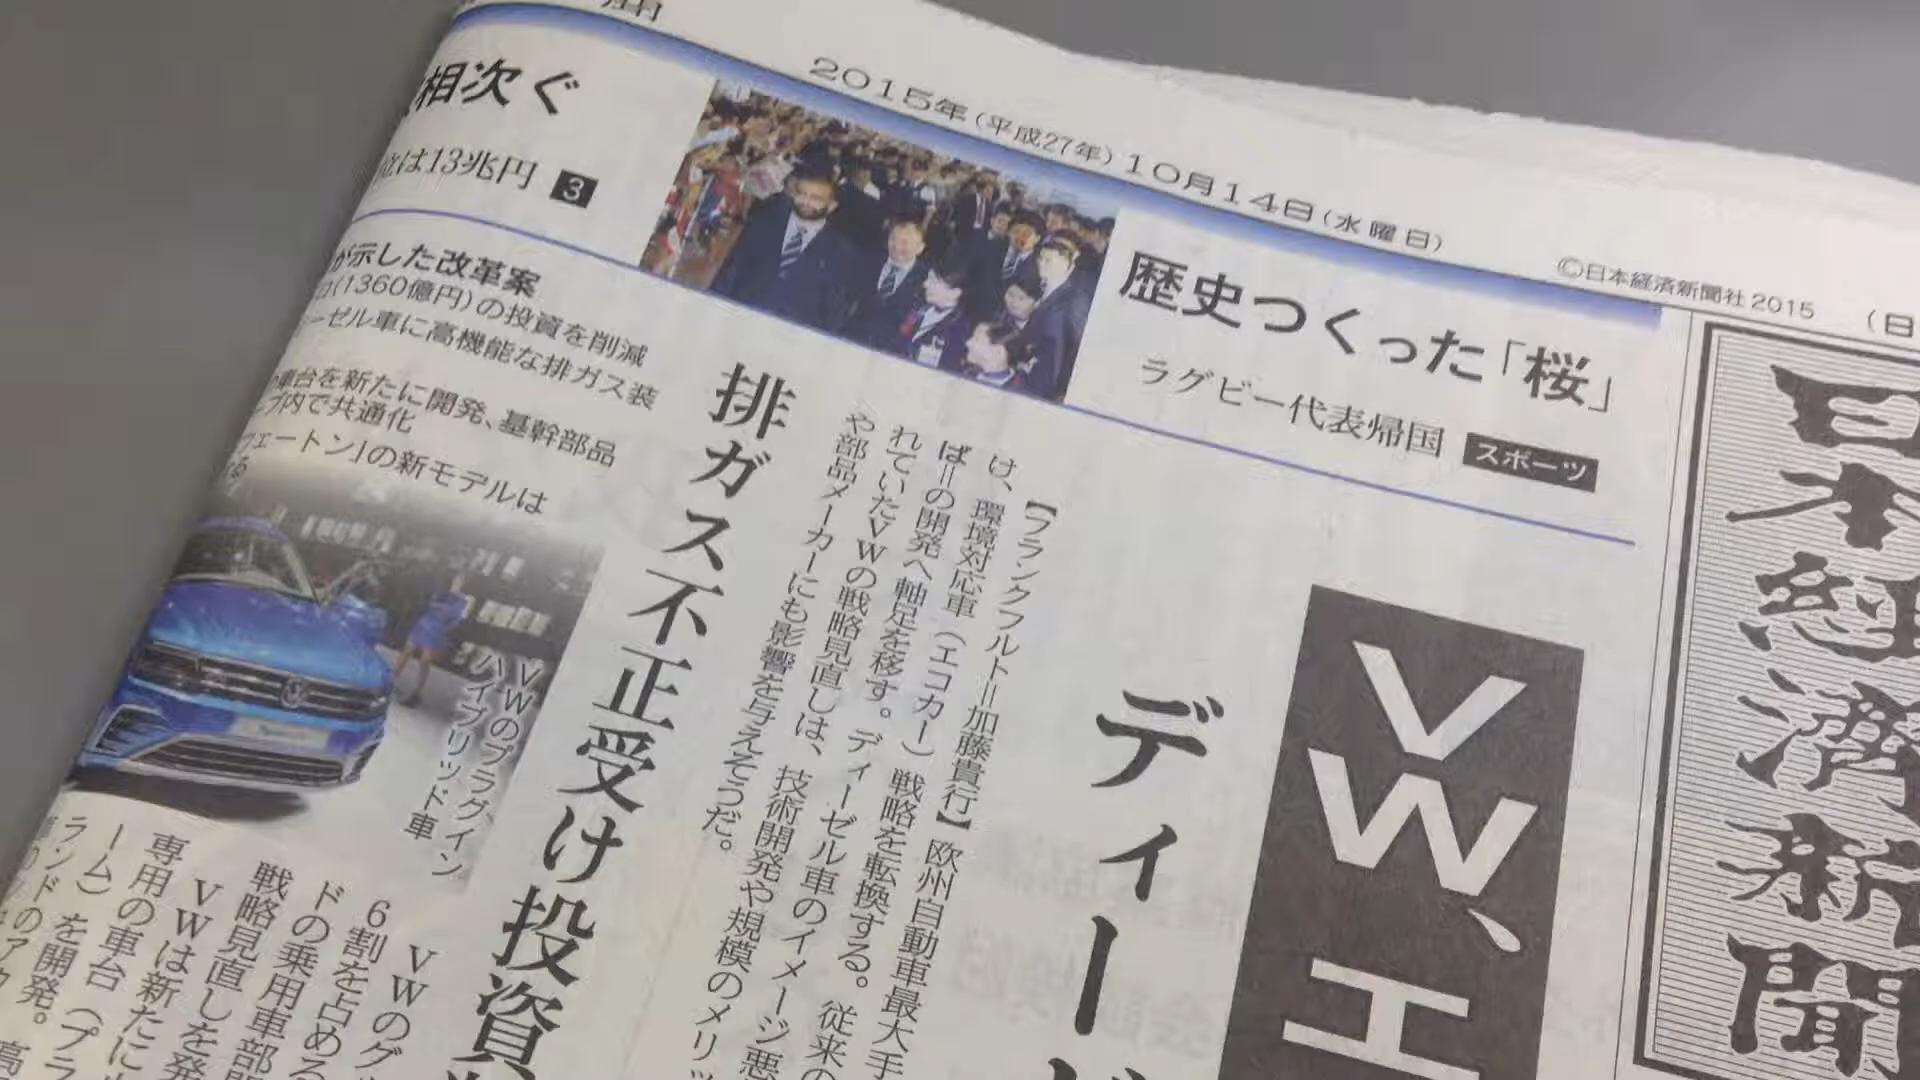 2015年(平成27年)10月14日(水曜日)
©日本経済新聞社 2015
(日
日本経済新聞
相次ぐ
は13兆円 3
歴史つくった「桜」
ラグビー代表帰国 スポーツ
VW、エ
ディーゼ
排ガス不正受け投資
【フランクフルト=加藤貴行】欧州自動車最大手
け、環境対応車(エコカー)戦略を転換する。従来の
ば=の開発へ軸足を移す。ディーゼル車のイメージ悪
れていたVWの戦略見直しは、技術開発や規模のメリッ
や部品メーカーにも影響を与えそうだ。
が示した改革案
(1360億円)の投資を削減
ーゼル車に高機能な排ガス装
車台を新たに開発、基幹部品
プ内で共通化
フェートン」の新モデルは
VWのプラグイン
ハイブリッド車
VWのグ
6割を占める
ドの乗用車部門
戦略見直しを発
VWは新たに
専用の車台(プラ
ーム)を開発。高
ランドのアウ